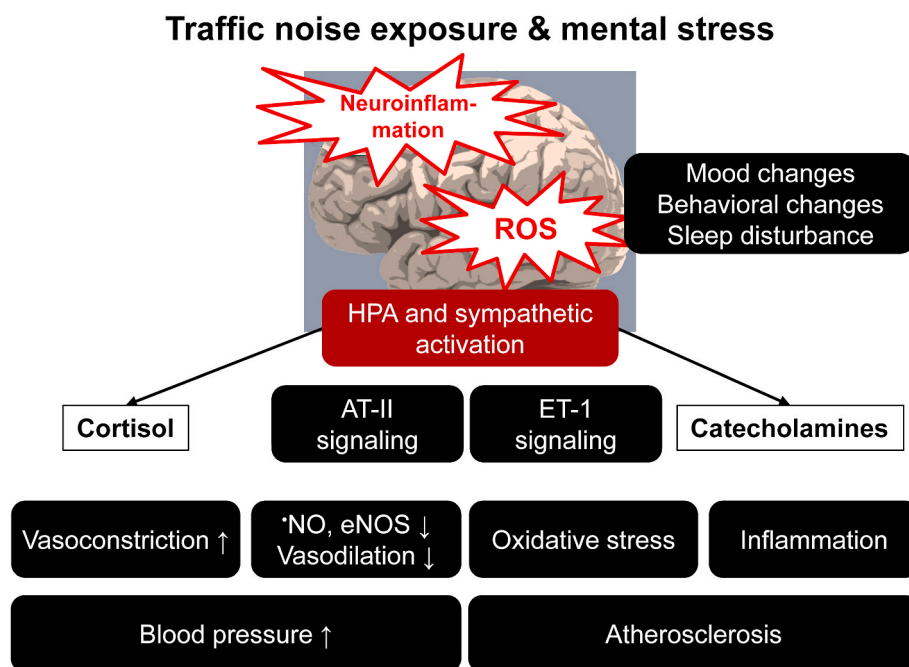 Traffic noise exposure & mental stress
Neuroinflam-
mation
ROS
Mood changes
Behavioral changes
Sleep disturbance
HPA and sympathetic
activation
Cortisol
AT-II
signaling
ET-1
signaling
Catecholamines
Vasoconstriction ↑
•NO, eNOS ↓
Vasodilation ↓
Oxidative stress
Inflammation
Blood pressure ↑
Atherosclerosis